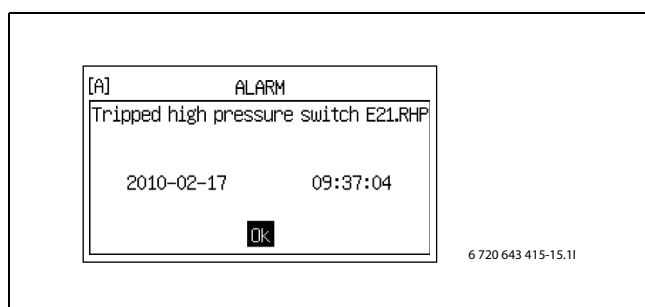 [A] ALARM
Tripped high pressure switch E21.RHP
2010-02-17 09:37:04
Ok
6 720 643 415-15.1I